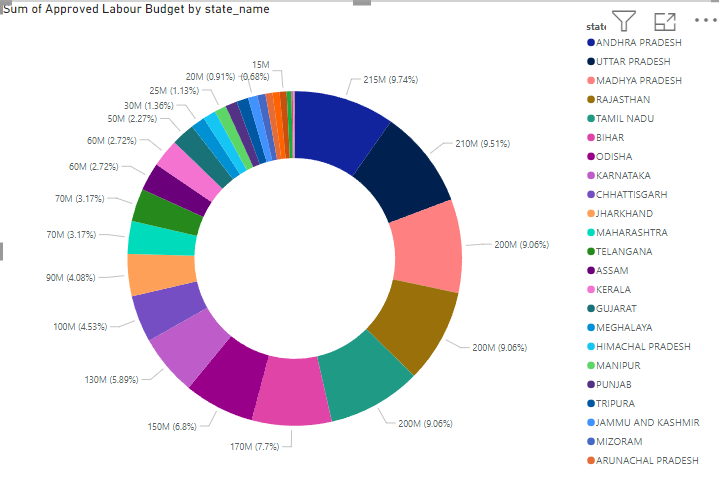 Sum of Approved Labour Budget by state_name
state
ANDHRA PRADESH
UTTAR PRADESH
MADHYA PRADESH
RAJASTHAN
TAMIL NADU
BIHAR
ODISHA
KARNATAKA
CHHATTISGARH
JHARKHAND
MAHARASHTRA
TELANGANA
ASSAM
KERALA
GUJARAT
MEGHALAYA
HIMACHAL PRADESH
MANIPUR
PUNJAB
TRIPURA
JAMMU AND KASHMIR
MIZORAM
ARUNACHAL PRADESH
215M (9.74%)
210M (9.51%)
200M (9.06%)
200M (9.06%)
200M (9.06%)
170M (7.7%)
150M (6.8%)
130M (5.89%)
100M (4.53%)
90M (4.08%)
70M (3.17%)
70M (3.17%)
60M (2.72%)
60M (2.72%)
50M (2.27%)
30M (1.36%)
25M (1.13%)
20M (0.91%)
15M
(0.68%)